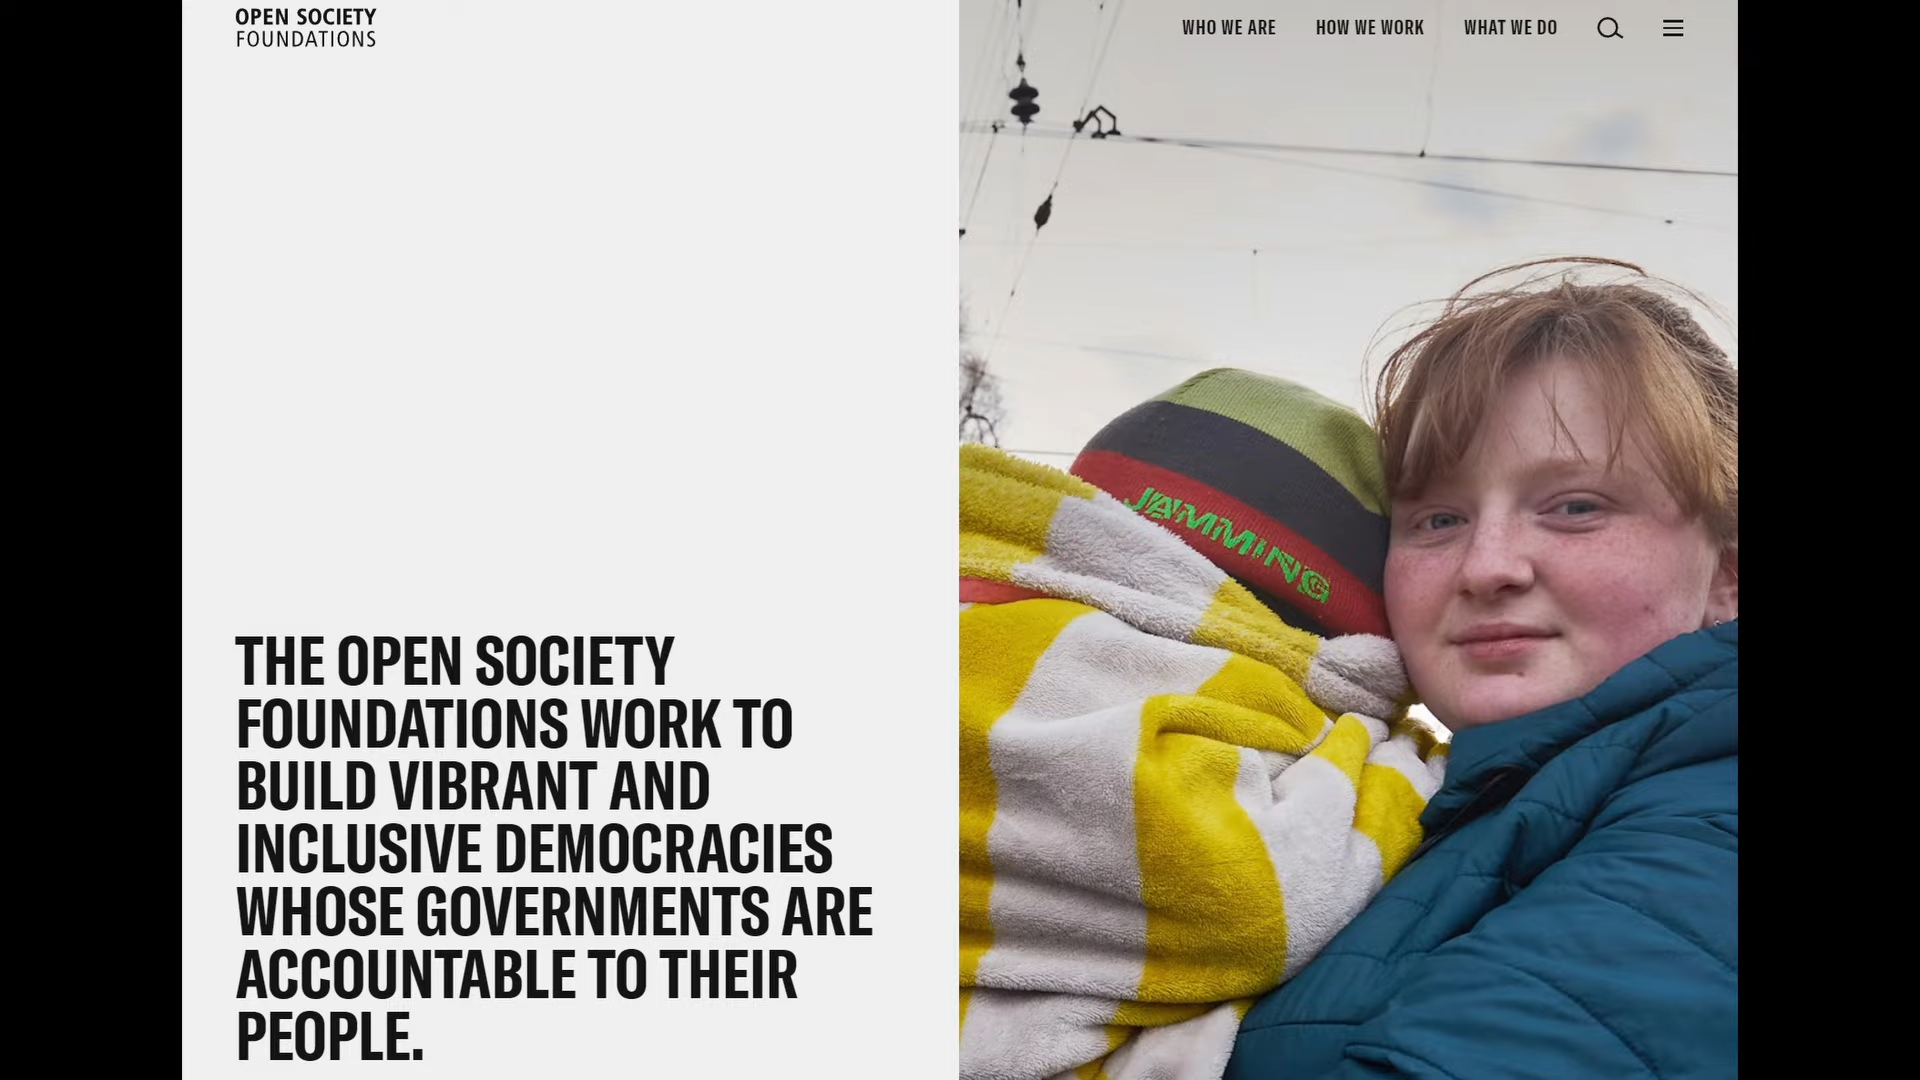 OPEN SOCIETY
FOUNDATIONS
WHO WE ARE
HOW WE WORK
WHAT WE DO
THE OPEN SOCIETY
FOUNDATIONS WORK TO
BUILD VIBRANT AND
INCLUSIVE DEMOCRACIES
WHOSE GOVERNMENTS ARE
ACCOUNTABLE TO THEIR
PEOPLE.
JAMMING